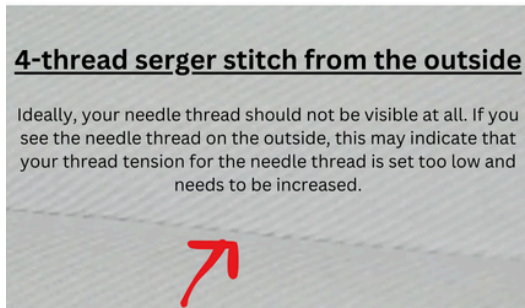 4-thread serger stitch from the outside
Ideally, your needle thread should not be visible at all. If you
see the needle thread on the outside, this may indicate that
your thread tension for the needle thread is set too low and
needs to be increased.